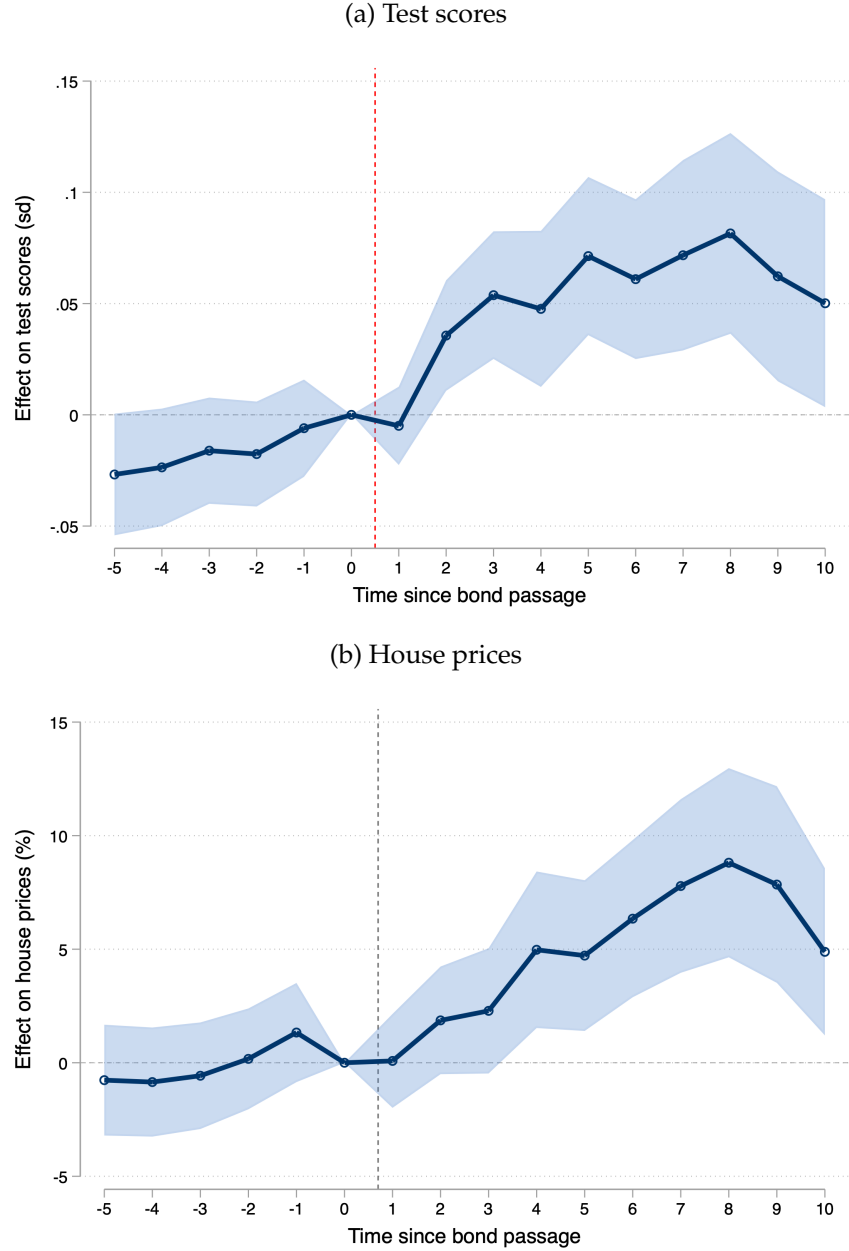 (a) Test scores
.15
.1
.05
0
-.05
Effect on test scores (sd)
-5 -4 -3 -2 -1 0 1 2 3 4 5 6 7 8 9 10
Time since bond passage
(b) House prices
15
10
5
0
-5
Effect on house prices (%)
-5 -4 -3 -2 -1 0 1 2 3 4 5 6 7 8 9 10
Time since bond passage